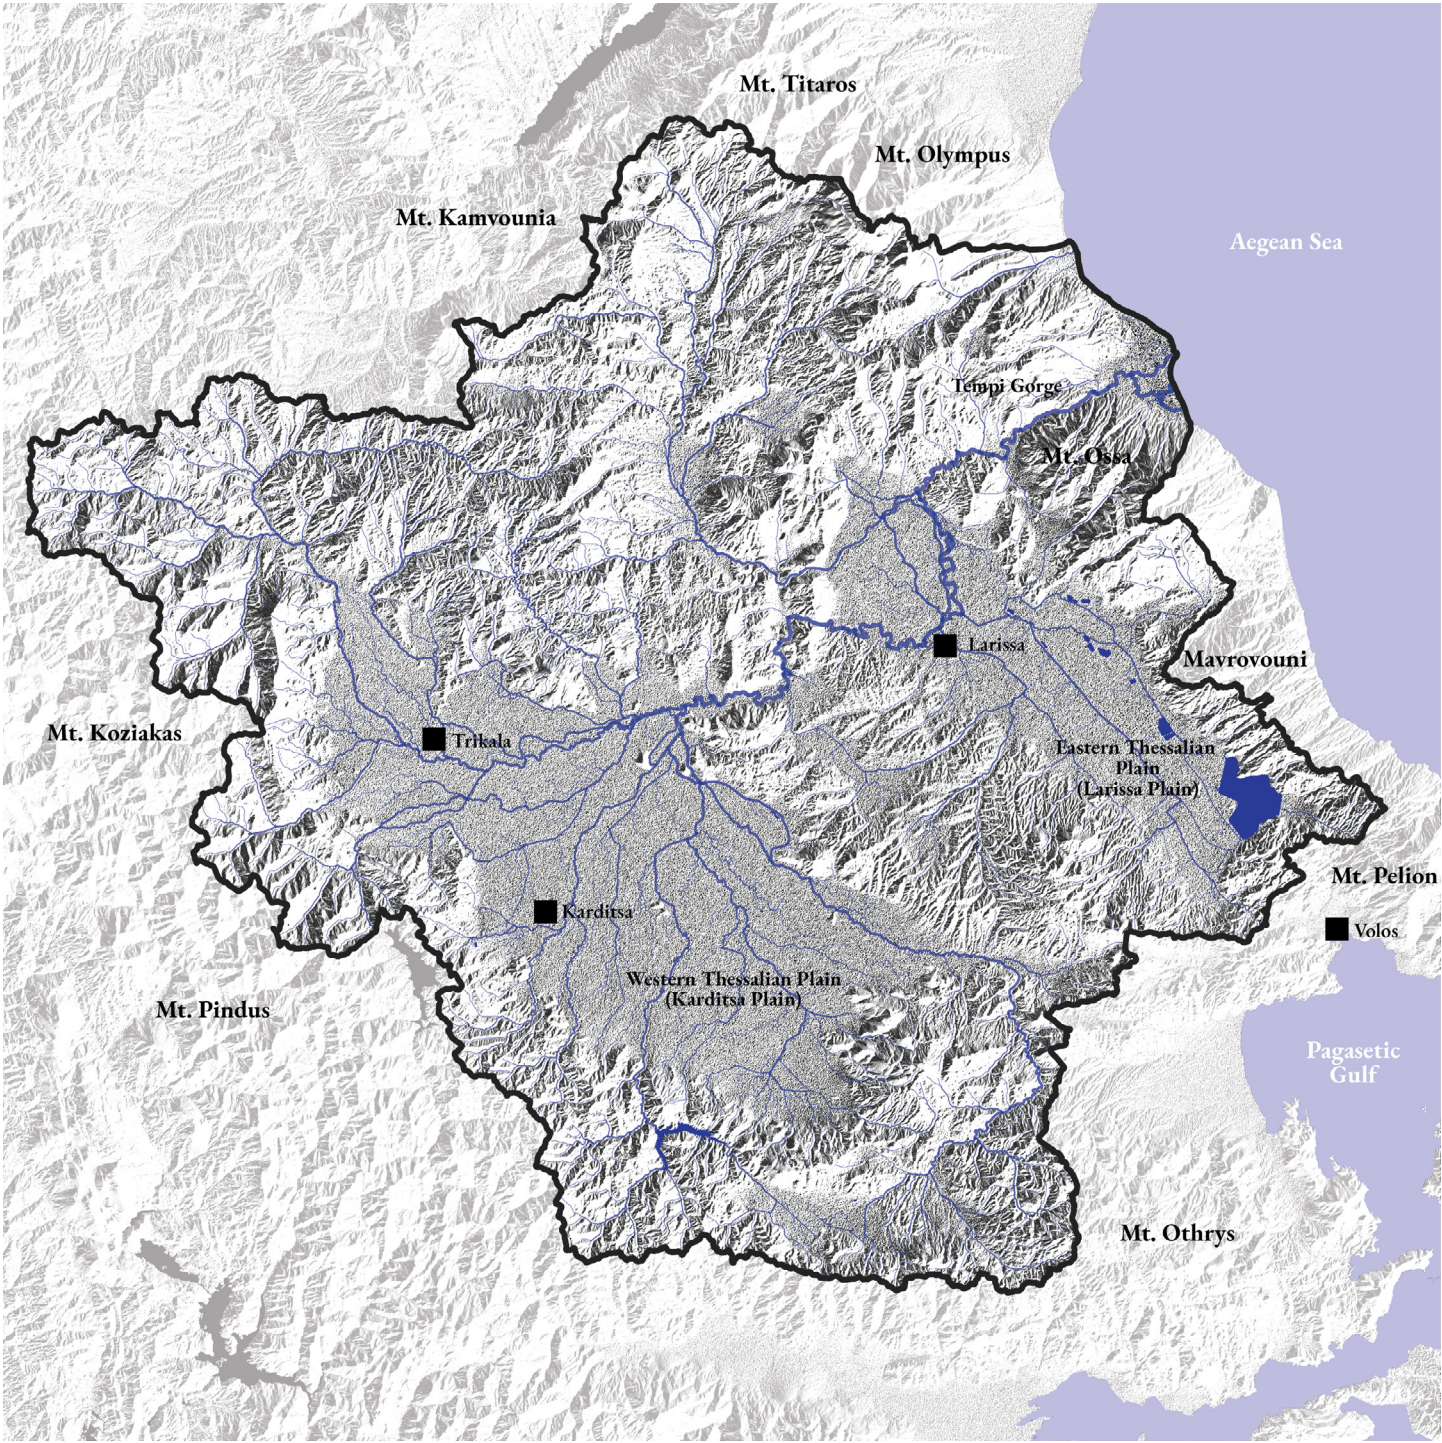 Mt. Titaros
Mt. Olympus
Mt. Kamvounia
Aegean Sea
Tempi Gorge
Mt. Ossa
Larissa
Mavrovouni
Mt. Koziakas
Trikala
Eastern Thessalian
Plain
(Larissa Plain)
Mt. Pelion
Karditsa
Volos
Western Thessalian Plain
(Karditsa Plain)
Mt. Pindus
Pagasetic
Gulf
Mt. Othrys